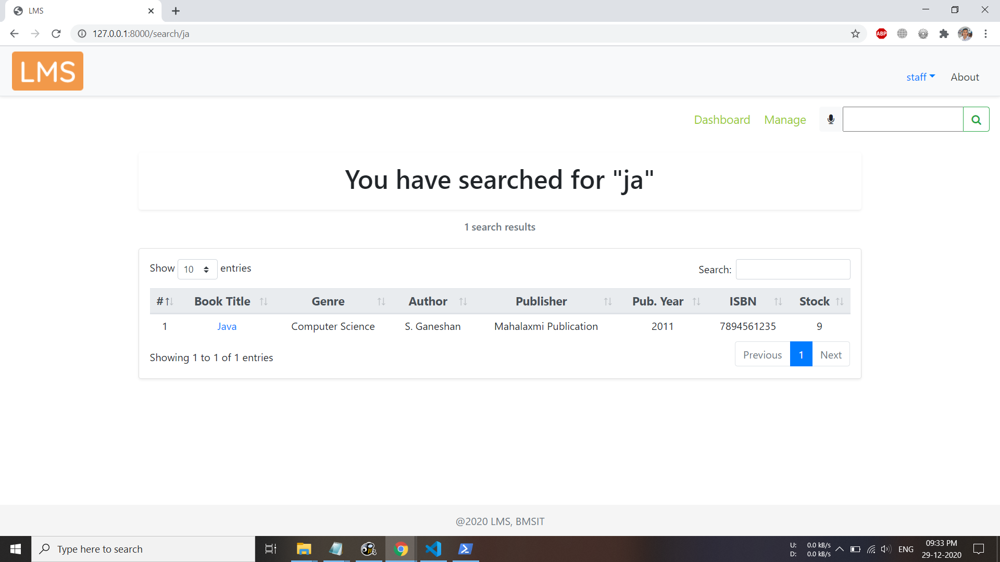 LMS
127.0.0.1:8000/search/ja
ABP
LMS
staff About
Dashboard Manage
You have searched for "ja"
1 search results
Show 10 entries Search:
# Book Title Genre Author Publisher Pub. Year ISBN Stock
1 Java Computer Science S. Ganeshan Mahalaxmi Publication 2011 7894561235 9
Showing 1 to 1 of 1 entries Previous 1 Next
@2020 LMS, BMSIT
Type here to search
U: 0.0 kB/s
D: 0.0 kB/s
ENG
09:33 PM
29-12-2020